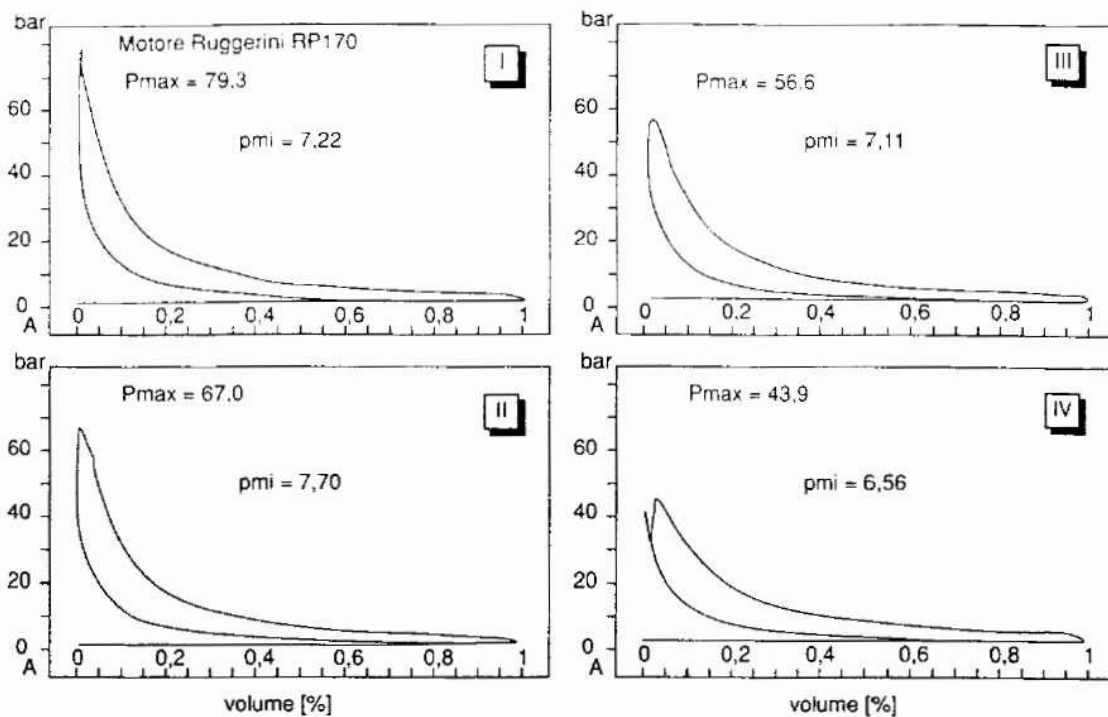 bar
Motore Ruggerini RP170
I
Pmax = 79,3
60
pmi = 7,22
40
20
0
A
0 0,2 0,4 0,6 0,8 1
bar
III
Pmax = 56,6
60
pmi = 7,11
40
20
0
A
0 0,2 0,4 0,6 0,8 1
bar
Pmax = 67,0
II
60
pmi = 7,70
40
20
0
A
0 0,2 0,4 0,6 0,8 1
volume [%]
bar
Pmax = 43,9
IV
60
pmi = 6,56
40
20
0
A
0 0,2 0,4 0,6 0,8 1
volume [%]